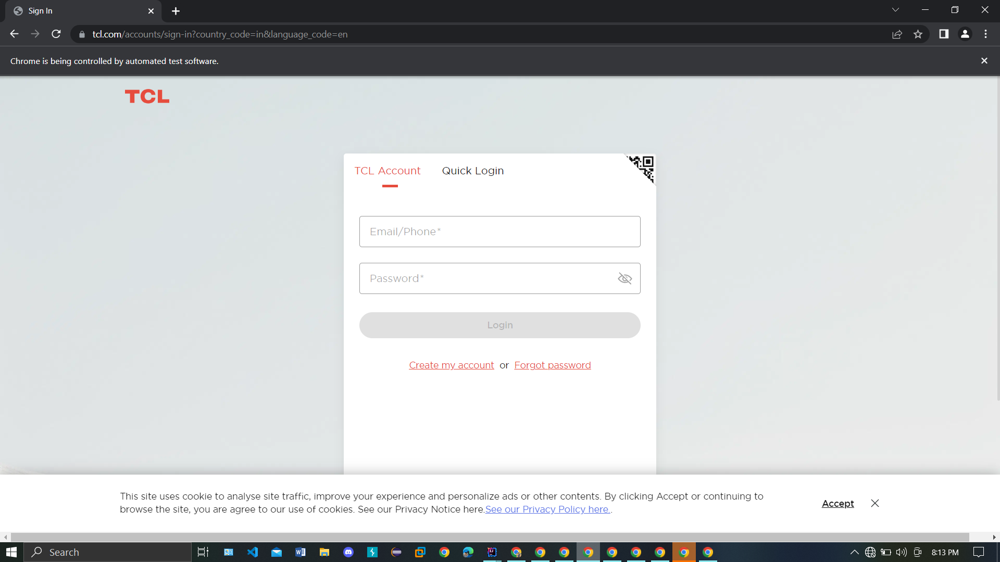 Sign In
tcl.com/accounts/sign-in?country_code=in&language_code=en
Chrome is being controlled by automated test software.
TCL
TCL Account
Quick Login
Email/Phone*
Password*
Login
Create my account or Forgot password
This site uses cookie to analyse site traffic, improve your experience and personalize ads or other contents. By clicking Accept or continuing to
browse the site, you are agree to our use of cookies. See our Privacy Notice here.See our Privacy Policy here..
Accept
Search
8:13 PM